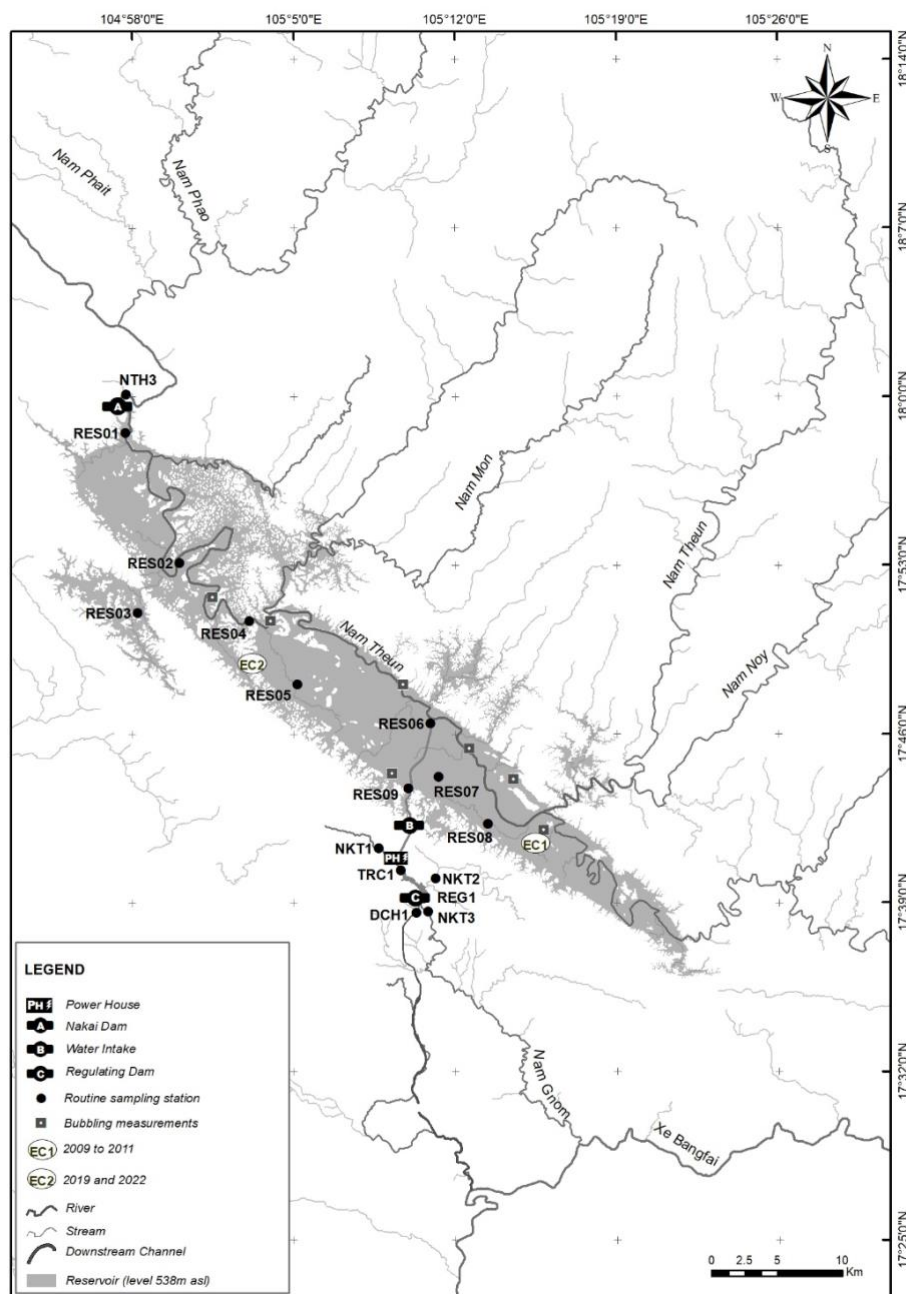 104°58'0"E 105°5'0"E 105°12'0"E 105°19'0"E 105°26'0"E
18°14'0"N
N
W E
S
Nam Phait
Nam Phao
18°7'0"N
NTH3
18°0'0"N
A
RES01
Nam Mon
Nam Theun
RES02
17°53'0"N
RES03
RES04
Nam Theun
EC2
RES05
Nam Noy
RES06
17°46'0"N
RES07
RES09
B
RES08
EC1
NKT1
PH
TRC1
NKT2
C
REG1
17°39'0"N
DCH1
NKT3
LEGEND
PH Power House
A Nakai Dam
B Water Intake
C Regulating Dam
Routine sampling station
Bubbling measurements
EC1 2009 to 2011
EC2 2019 and 2022
River
Stream
Downstream Channel
Reservoir (level 538m asl)
17°32'0"N
Nam Gnom
Xe Bangfai
17°25'0"N
0 2.5 5 10
Km